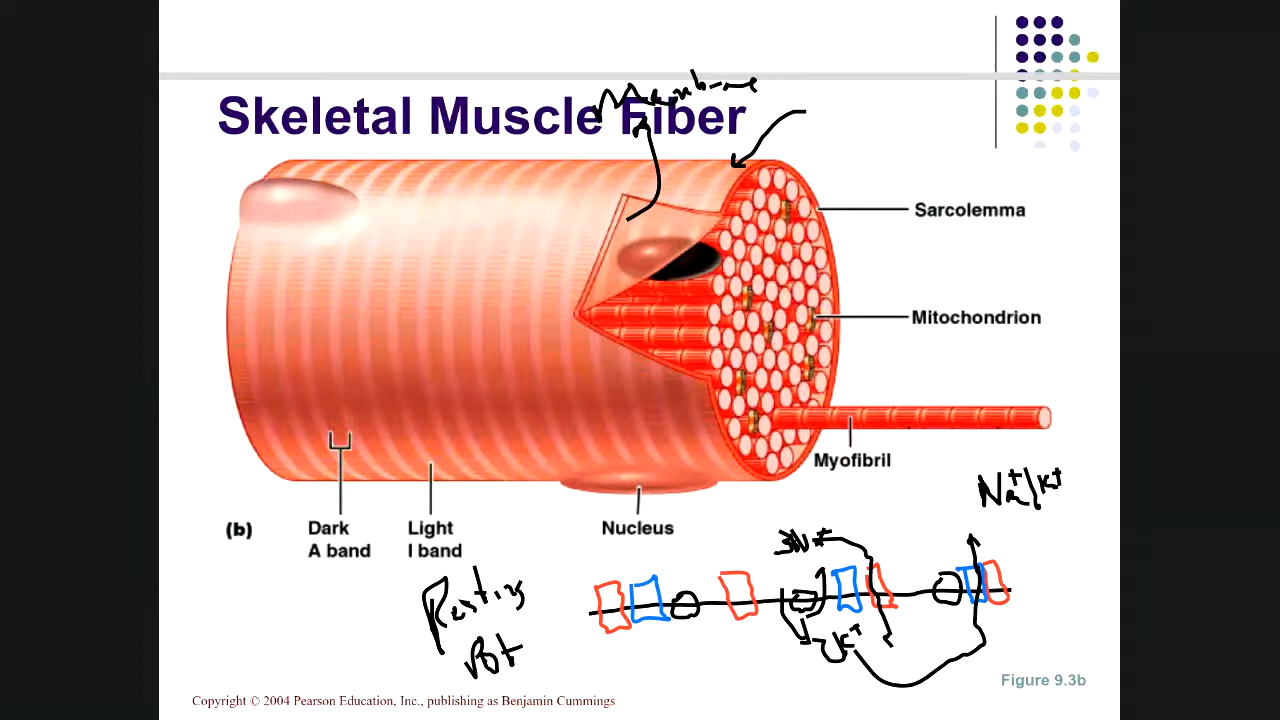 Membrane
Skeletal Muscle Fiber
Sarcolemma
Mitochondrion
Myofibril
Na+/K+
(b)
Dark
A band
Light
I band
Nucleus
Resting
Pot
K+
Figure 9.3b
Copyright © 2004 Pearson Education, Inc., publishing as Benjamin Cummings